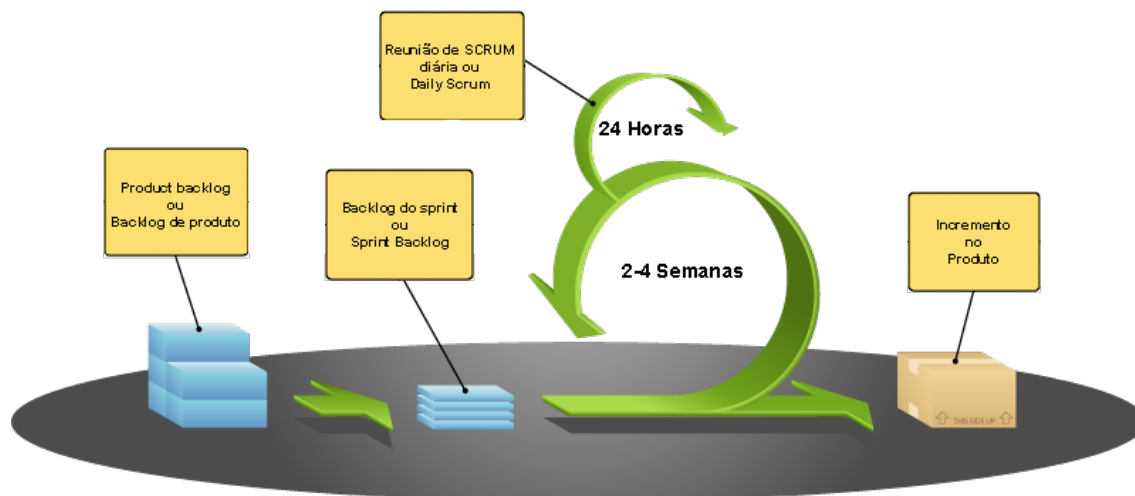 Reunião de SCRUM
diária ou
Daily Scrum
24 Horas
Product backlog
ou
Backlog de produto
Backlog do sprint
ou
Sprint Backlog
2-4 Semanas
Incremento
no
Produto
THIS SIDE UP